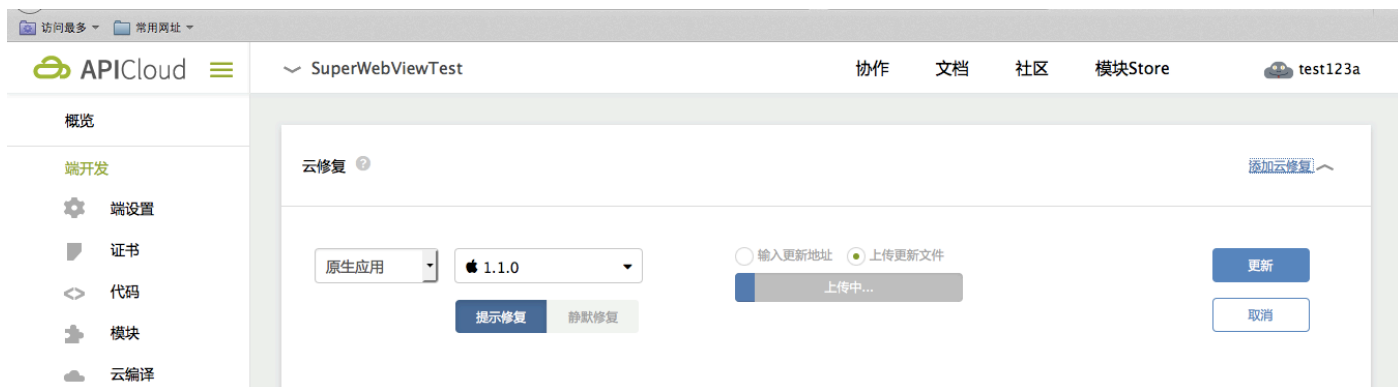 访问最多 常用网址
APICloud SuperWebViewTest 协作 文档 社区 模块Store test123a
概览
端开发
云修复 ? 添加云修复
端设置
证书
输入更新地址 上传更新文件
原生应用 1.1.0 更新
代码
上传中...
提示修复 静默修复 取消
模块
云编译